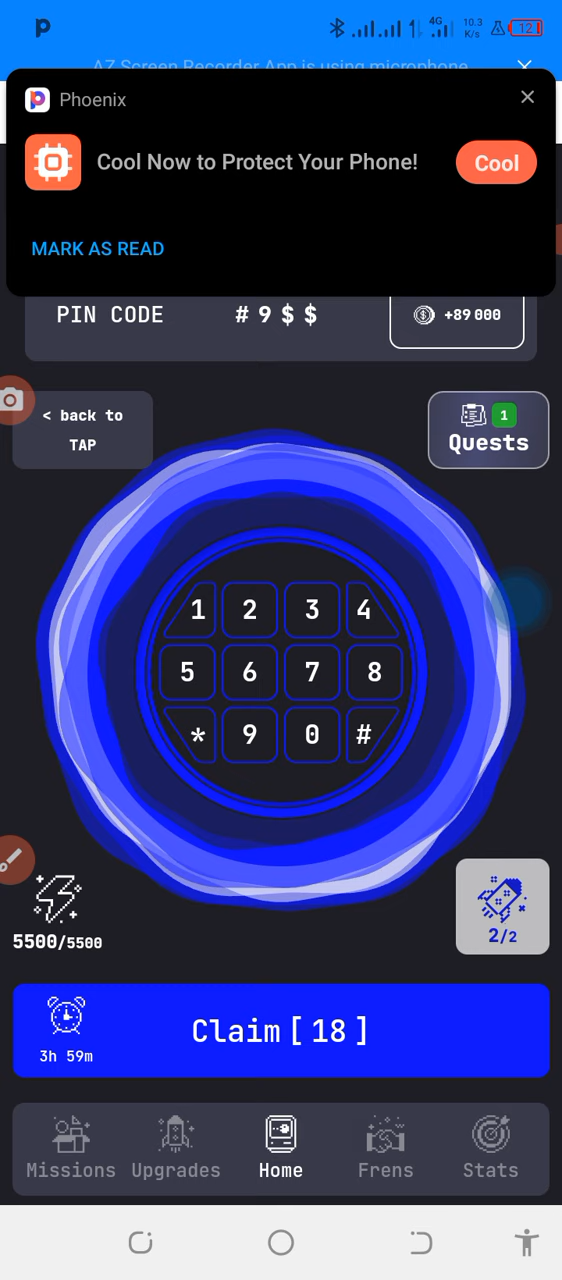 4G
10.3
K/s
12
AZ Screen Recorder App is using microphone
Phoenix
Cool Now to Protect Your Phone!
Cool
MARK AS READ
PIN CODE
# 9 $ $
+89 000
< back to
TAP
1
Quests
1 2 3 4
5 6 7 8
* 9 0 #
5500/5500
2/2
3h 59m
Claim [ 18 ]
Missions
Upgrades
Home
Frens
Stats